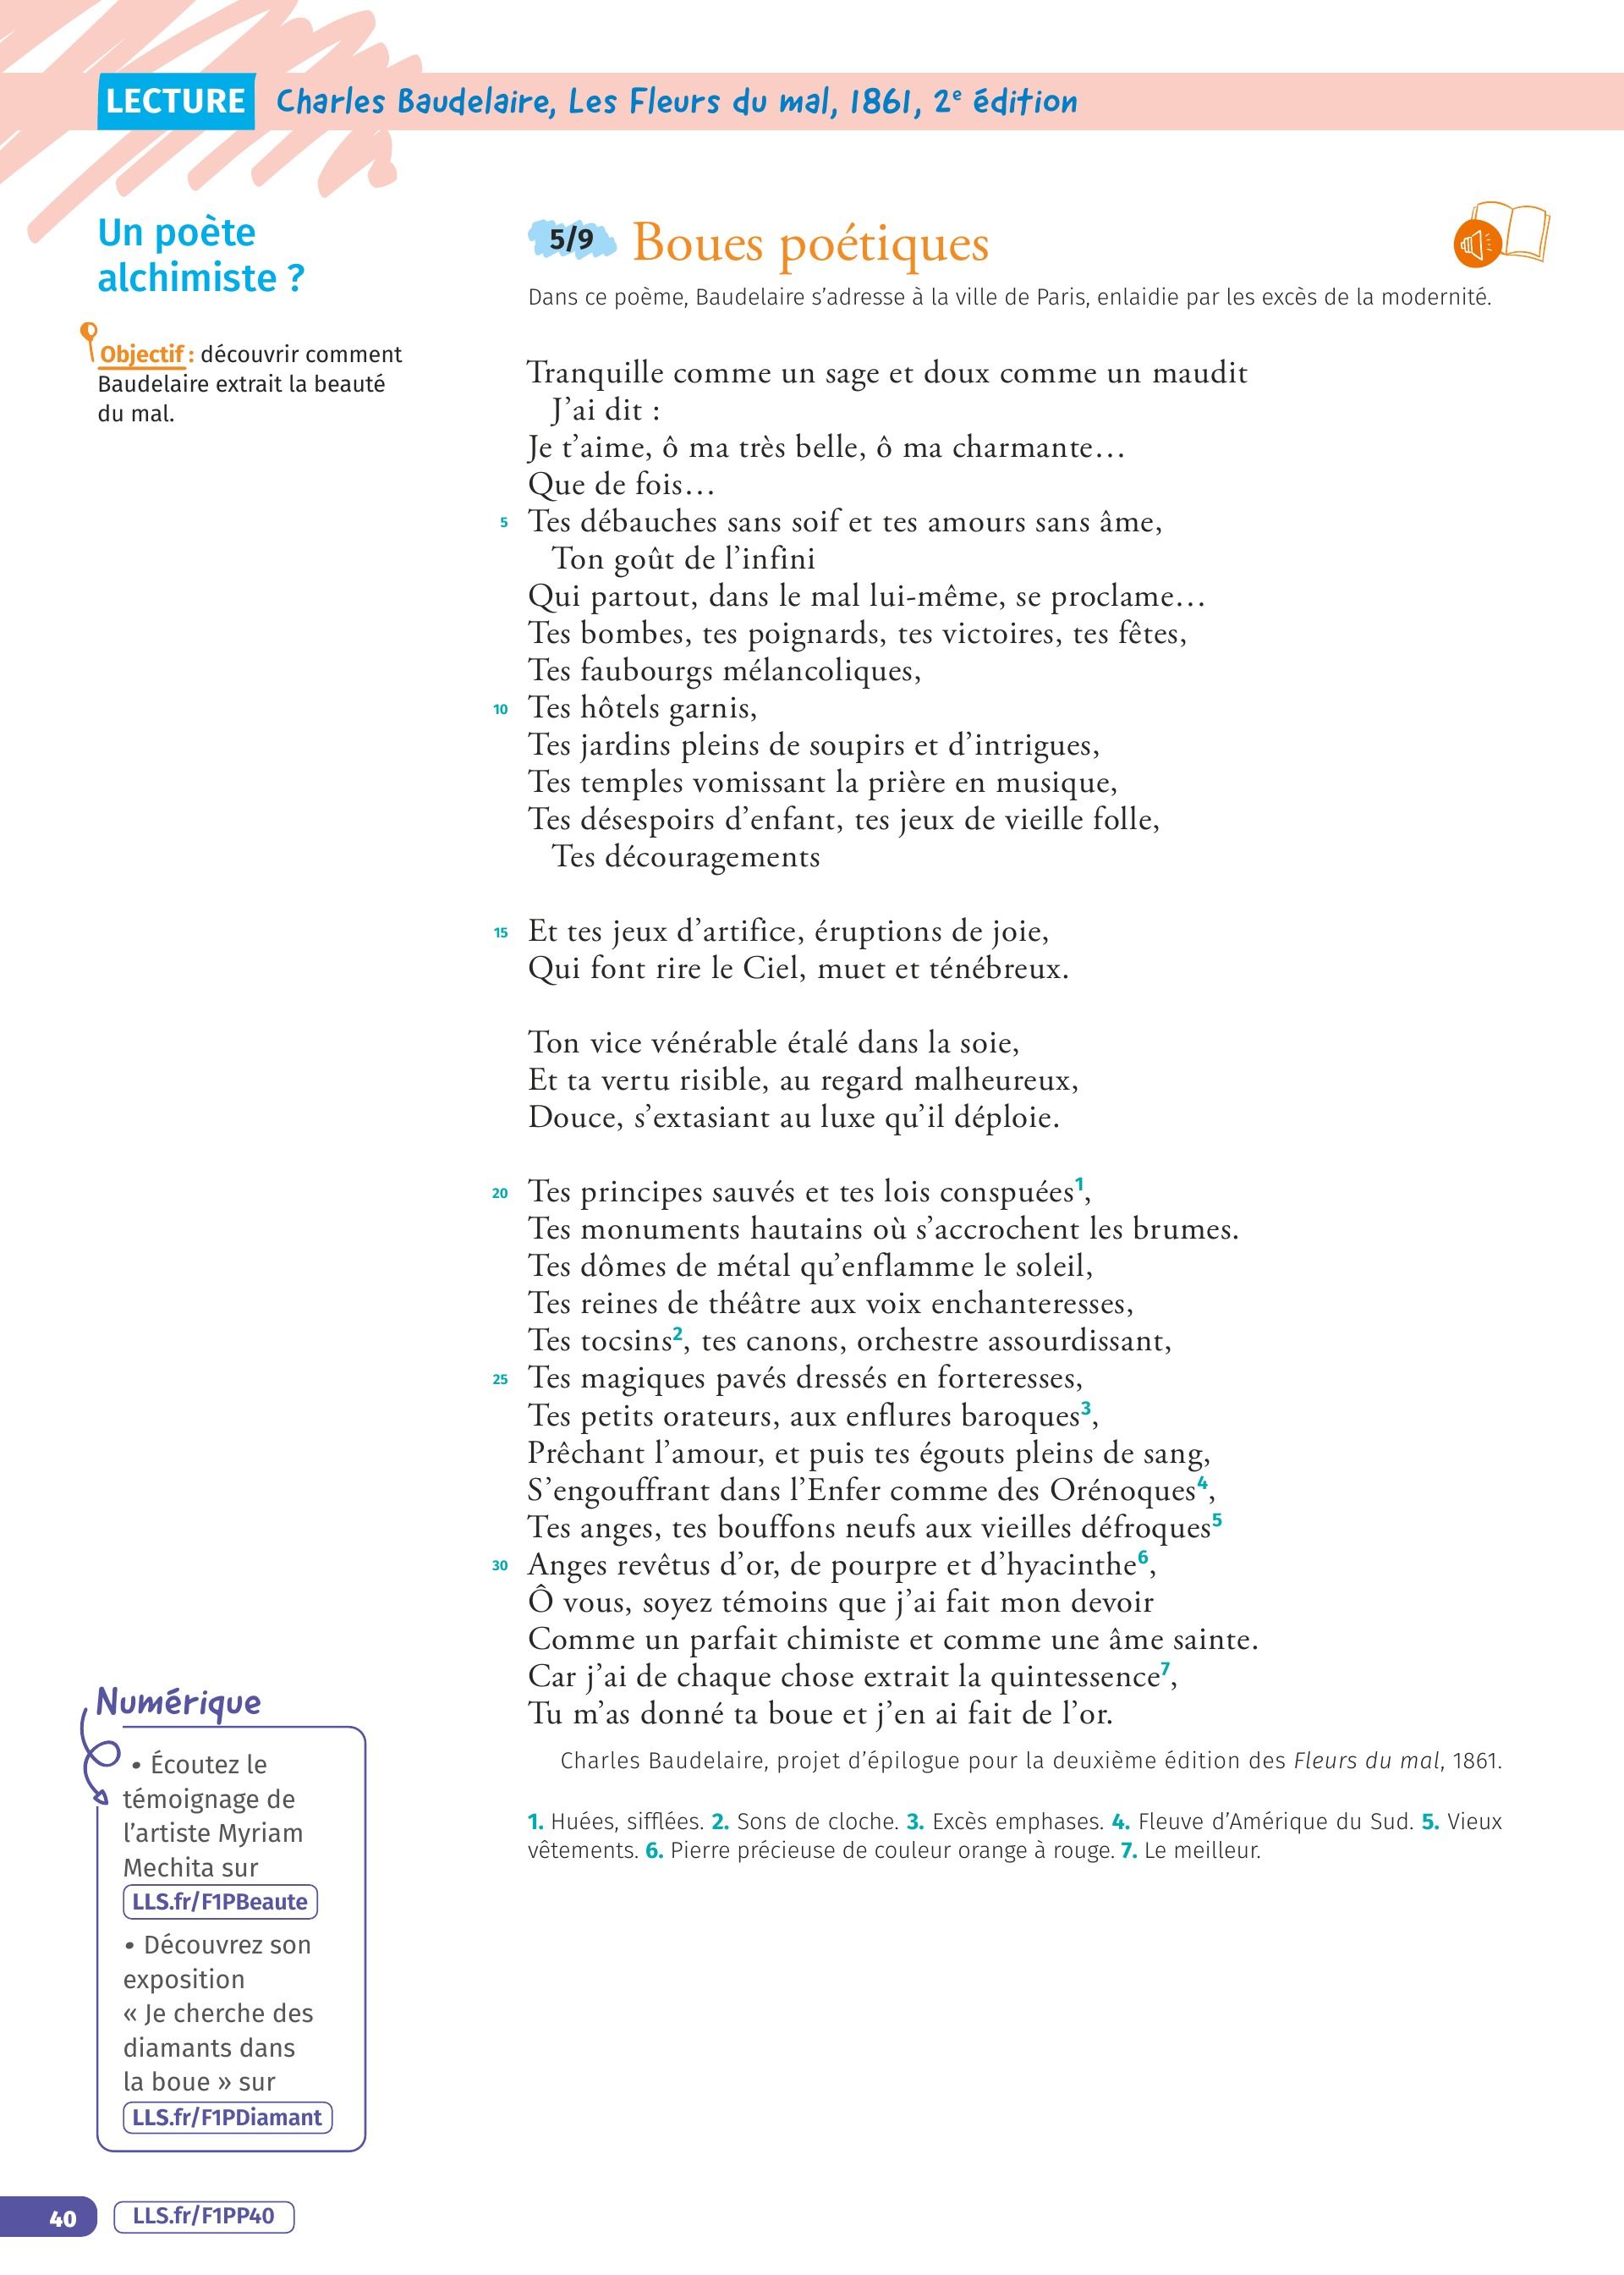 LECTURE Charles Baudelaire, Les Fleurs du mal, 1861, 2e édition
Un poète
alchimiste ?
Objectif : découvrir comment
Baudelaire extrait la beauté
du mal.
5/9 Boues poétiques
Dans ce poème, Baudelaire s’adresse à la ville de Paris, enlaidie par les excès de la modernité.
Tranquille comme un sage et doux comme un maudit
J’ai dit :
Je t’aime, ô ma très belle, ô ma charmante…
Que de fois…
5 Tes débauches sans soif et tes amours sans âme,
Ton goût de l’infini
Qui partout, dans le mal lui-même, se proclame…
Tes bombes, tes poignards, tes victoires, tes fêtes,
Tes faubourgs mélancoliques,
10 Tes hôtels garnis,
Tes jardins pleins de soupirs et d’intrigues,
Tes temples vomissant la prière en musique,
Tes désespoirs d’enfant, tes jeux de vieille folle,
Tes découragements
15 Et tes jeux d’artifice, éruptions de joie,
Qui font rire le Ciel, muet et ténébreux.
Ton vice vénérable étalé dans la soie,
Et ta vertu risible, au regard malheureux,
Douce, s’extasiant au luxe qu’il déploie.
20 Tes principes sauvés et tes lois conspuées1,
Tes monuments hautains où s’accrochent les brumes.
Tes dômes de métal qu’enflamme le soleil,
Tes reines de théâtre aux voix enchanteresses,
Tes tocsins2, tes canons, orchestre assourdissant,
25 Tes magiques pavés dressés en forteresses,
Tes petits orateurs, aux enflures baroques3,
Prêchant l’amour, et puis tes égouts pleins de sang,
S’engouffrant dans l’Enfer comme des Orénoques4,
Tes anges, tes bouffons neufs aux vieilles défroques5
30 Anges revêtus d’or, de pourpre et d’hyacinthe6,
Ô vous, soyez témoins que j’ai fait mon devoir
Comme un parfait chimiste et comme une âme sainte.
Car j’ai de chaque chose extrait la quintessence7,
Tu m’as donné ta boue et j’en ai fait de l’or.
Charles Baudelaire, projet d’épilogue pour la deuxième édition des Fleurs du mal, 1861.
1. Huées, sifflées. 2. Sons de cloche. 3. Excès emphases. 4. Fleuve d’Amérique du Sud. 5. Vieux
vêtements. 6. Pierre précieuse de couleur orange à rouge. 7. Le meilleur.
Numérique
• Écoutez le
témoignage de
l’artiste Myriam
Mechita sur
LLS.fr/F1PBeaute
• Découvrez son
exposition
« Je cherche des
diamants dans
la boue » sur
LLS.fr/F1PDiamant
40 LLS.fr/F1PP40